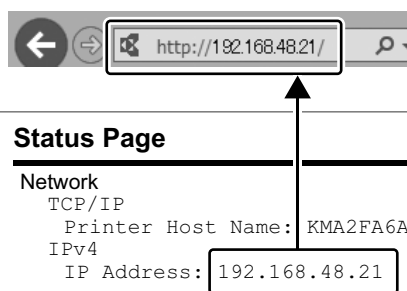 http://192.168.48.21/
Status Page
Network
TCP/IP
Printer Host Name: KMA2FA6A
IPv4
IP Address: 192.168.48.21